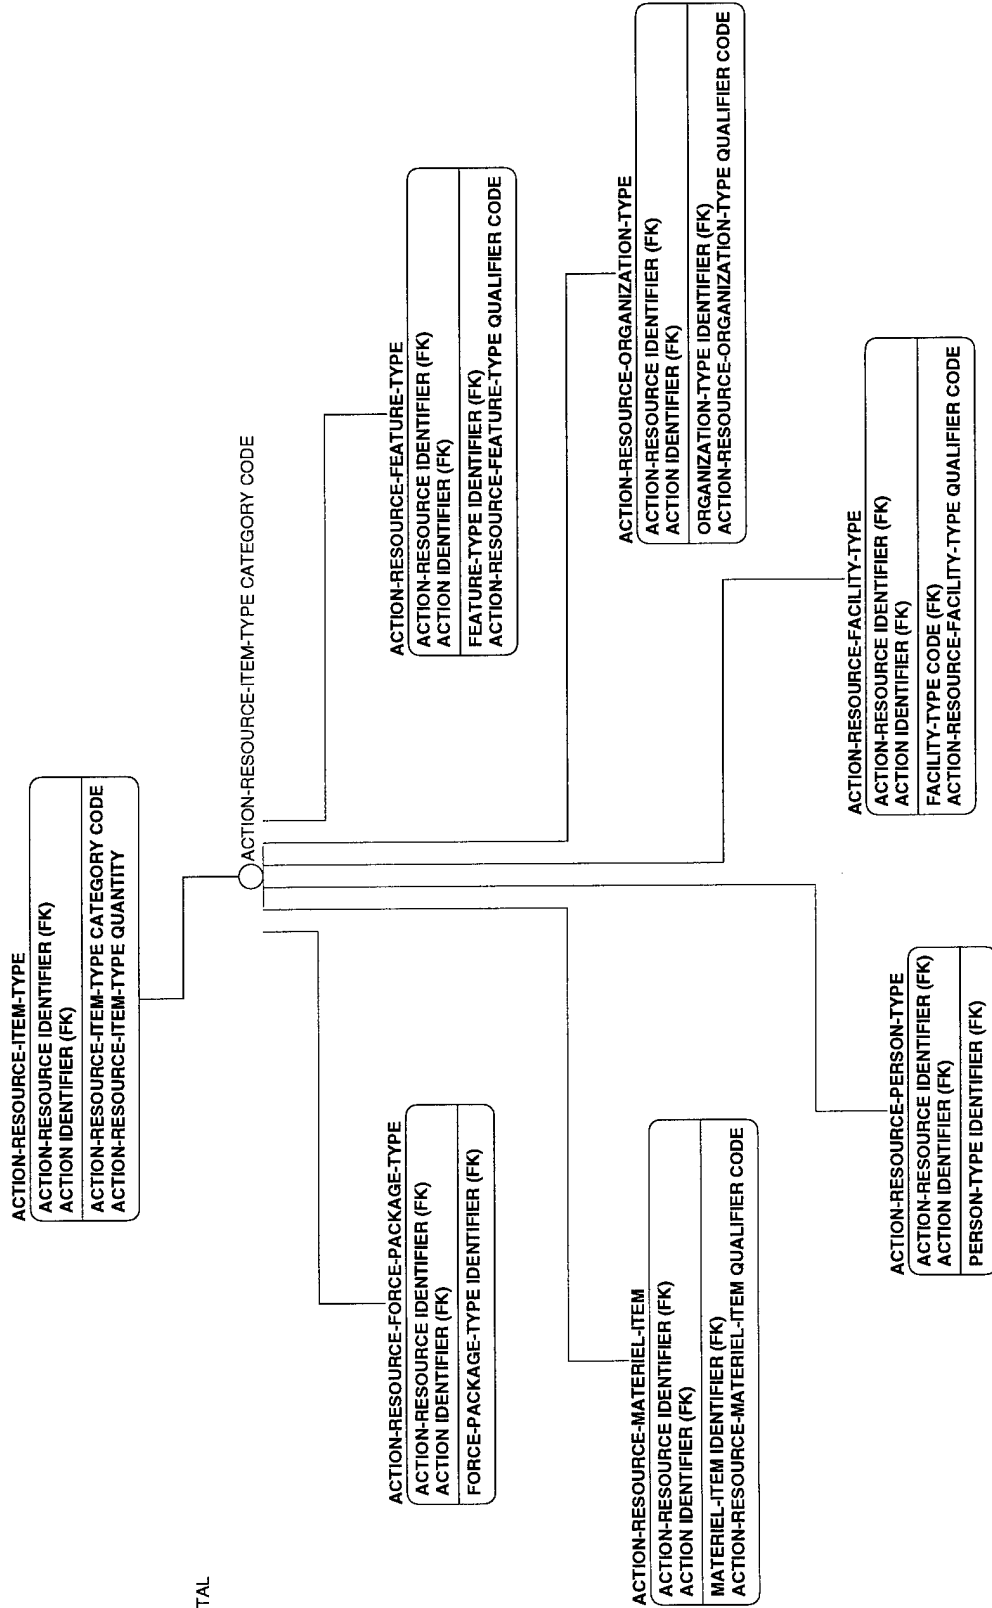 ACTION-RESOURCE-ITEM-TYPE
ACTION-RESOURCE IDENTIFIER (FK)
ACTION IDENTIFIER (FK)
ACTION-RESOURCE-ITEM-TYPE CATEGORY CODE
ACTION-RESOURCE-ITEM-TYPE QUANTITY
TAL
ACTION-RESOURCE-ITEM-TYPE CATEGORY CODE
ACTION-RESOURCE-FORCE-PACKAGE-TYPE
ACTION-RESOURCE IDENTIFIER (FK)
ACTION IDENTIFIER (FK)
FORCE-PACKAGE-TYPE IDENTIFIER (FK)
ACTION-RESOURCE-FEATURE-TYPE
ACTION-RESOURCE IDENTIFIER (FK)
ACTION IDENTIFIER (FK)
FEATURE-TYPE IDENTIFIER (FK)
ACTION-RESOURCE-FEATURE-TYPE QUALIFIER CODE
ACTION-RESOURCE-MATERIEL-ITEM
ACTION-RESOURCE IDENTIFIER (FK)
ACTION IDENTIFIER (FK)
MATERIEL-ITEM IDENTIFIER (FK)
ACTION-RESOURCE-MATERIEL-ITEM QUALIFIER CODE
ACTION-RESOURCE-ORGANIZATION-TYPE
ACTION-RESOURCE IDENTIFIER (FK)
ACTION IDENTIFIER (FK)
ORGANIZATION-TYPE IDENTIFIER (FK)
ACTION-RESOURCE-ORGANIZATION-TYPE QUALIFIER CODE
ACTION-RESOURCE-PERSON-TYPE
ACTION-RESOURCE IDENTIFIER (FK)
ACTION IDENTIFIER (FK)
PERSON-TYPE IDENTIFIER (FK)
ACTION-RESOURCE-FACILITY-TYPE
ACTION-RESOURCE IDENTIFIER (FK)
ACTION IDENTIFIER (FK)
FACILITY-TYPE CODE (FK)
ACTION-RESOURCE-FACILITY-TYPE QUALIFIER CODE